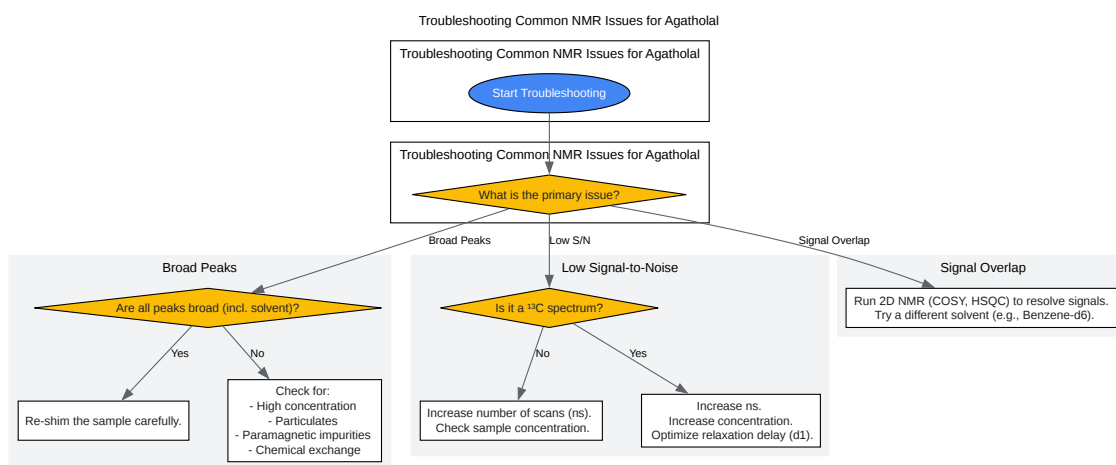 Troubleshooting Common NMR Issues for Agatholal
Troubleshooting Common NMR Issues for Agatholal
Start Troubleshooting
Troubleshooting Common NMR Issues for Agatholal
What is the primary issue?
Broad Peaks
Low S/N
Signal Overlap
Broad Peaks
Are all peaks broad (incl. solvent)?
Yes
No
Re-shim the sample carefully.
Check for:
- High concentration
- Particulates
- Paramagnetic impurities
- Chemical exchange
Low Signal-to-Noise
Is it a ¹³C spectrum?
No
Yes
Increase number of scans (ns).
Check sample concentration.
Increase ns.
Increase concentration.
Optimize relaxation delay (d1).
Signal Overlap
Run 2D NMR (COSY, HSQC) to resolve signals.
Try a different solvent (e.g., Benzene-d6).